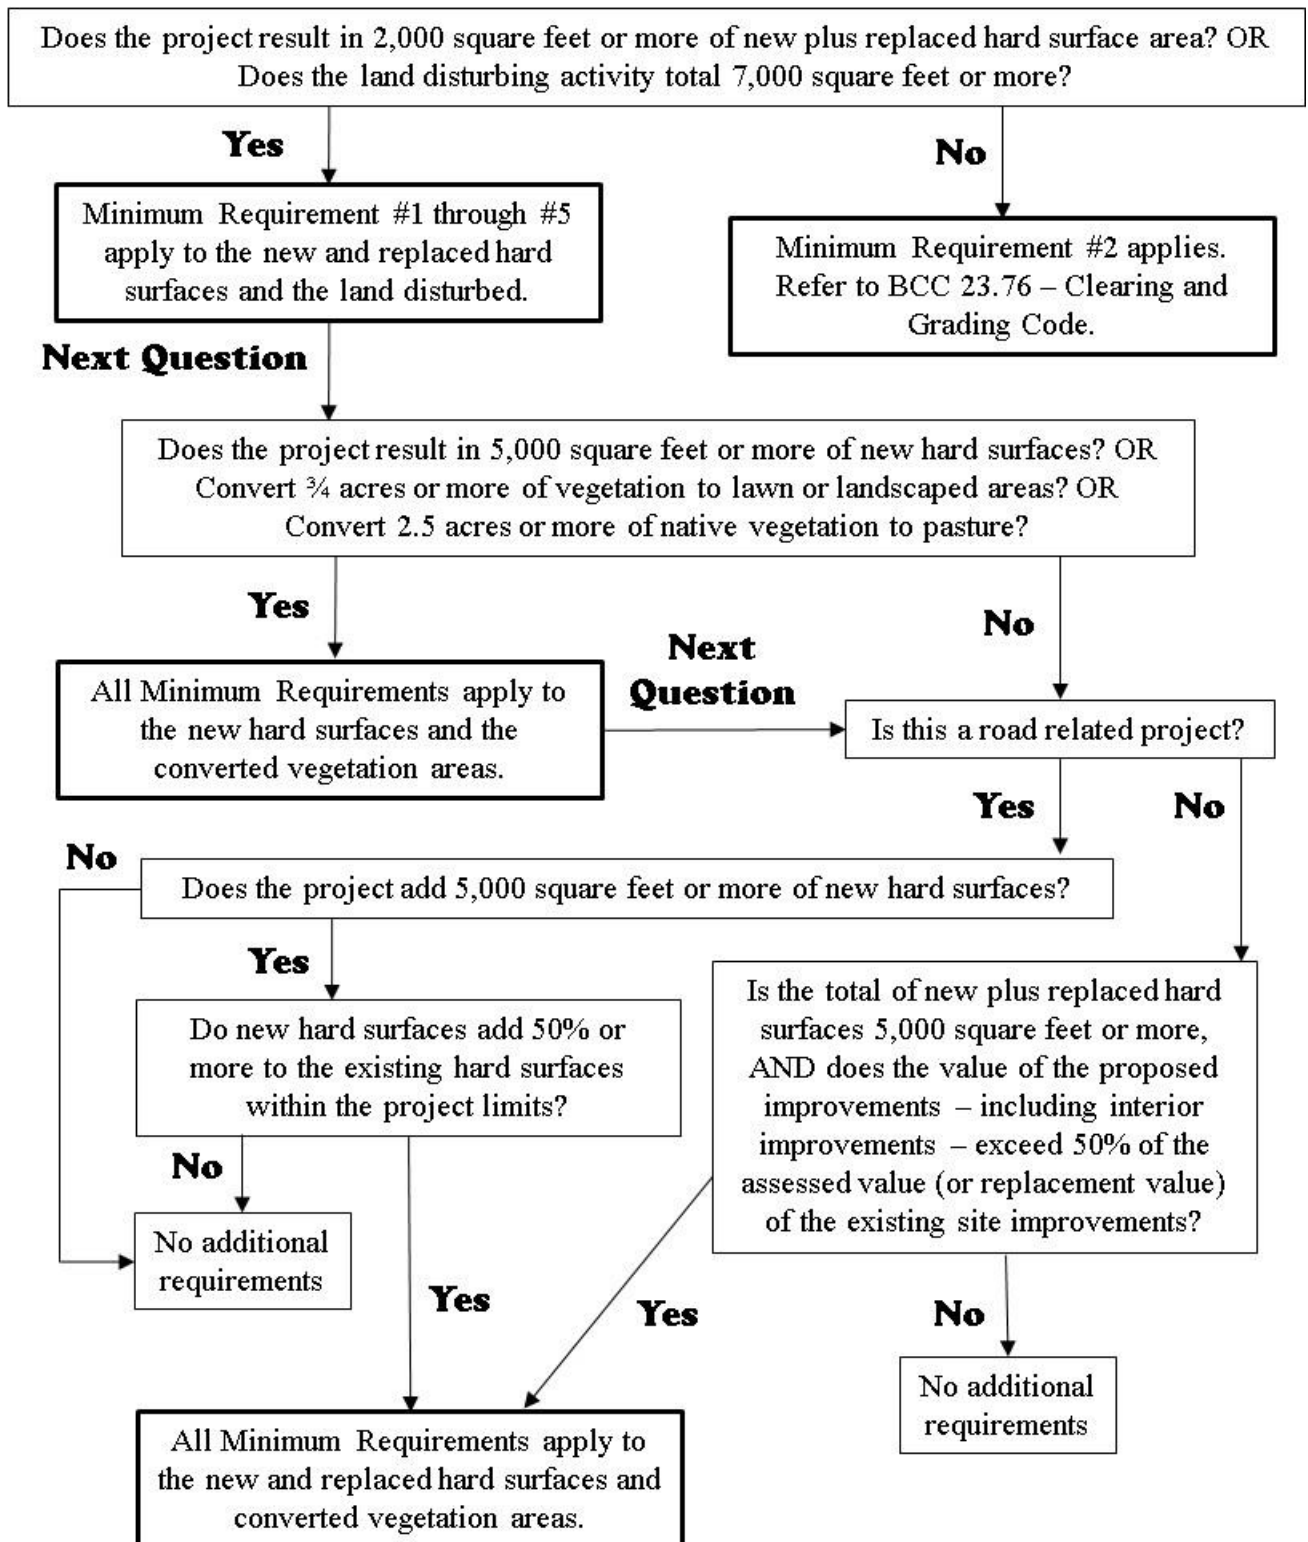 Does the project result in 2,000 square feet or more of new plus replaced hard surface area? OR
Does the land disturbing activity total 7,000 square feet or more?
Yes
No
Minimum Requirement #1 through #5
apply to the new and replaced hard
surfaces and the land disturbed.
Minimum Requirement #2 applies.
Refer to BCC 23.76 – Clearing and
Grading Code.
Next Question
Does the project result in 5,000 square feet or more of new hard surfaces? OR
Convert ¾ acres or more of vegetation to lawn or landscaped areas? OR
Convert 2.5 acres or more of native vegetation to pasture?
Yes
No
All Minimum Requirements apply to
the new hard surfaces and the
converted vegetation areas.
Next
Question
Is this a road related project?
Yes
No
No
Does the project add 5,000 square feet or more of new hard surfaces?
Yes
Do new hard surfaces add 50% or
more to the existing hard surfaces
within the project limits?
Is the total of new plus replaced hard
surfaces 5,000 square feet or more,
AND does the value of the proposed
improvements – including interior
improvements – exceed 50% of the
assessed value (or replacement value)
of the existing site improvements?
No
No additional
requirements
Yes
Yes
No
No additional
requirements
All Minimum Requirements apply to
the new and replaced hard surfaces and
converted vegetation areas.